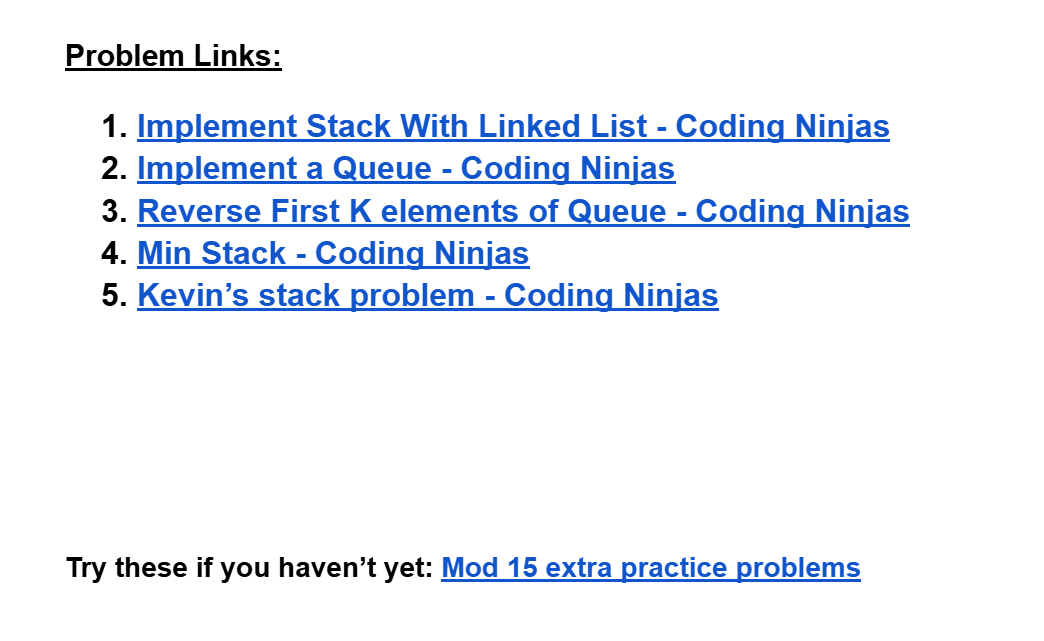 Problem Links:
1. Implement Stack With Linked List - Coding Ninjas
2. Implement a Queue - Coding Ninjas
3. Reverse First K elements of Queue - Coding Ninjas
4. Min Stack - Coding Ninjas
5. Kevin’s stack problem - Coding Ninjas
Try these if you haven’t yet: Mod 15 extra practice problems